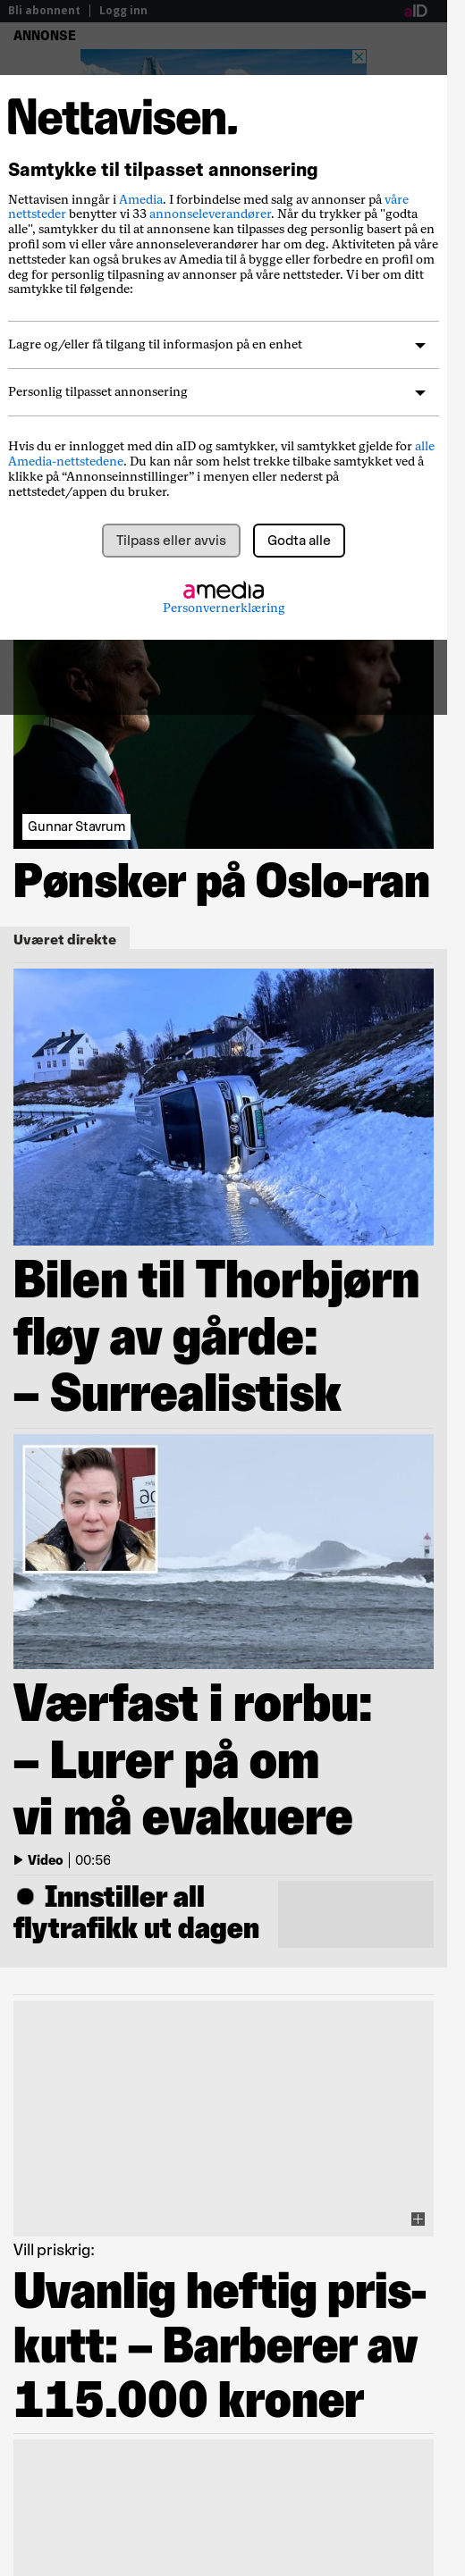 Bli abonnent | Logg inn
aID
ANNONSE
Nettavisen.
Samtykke til tilpasset annonsering
Nettavisen inngår i Amedia. I forbindelse med salg av annonser på våre
nettsteder benytter vi 33 annonseleverandører. Når du trykker på "godta
alle", samtykker du til at annonsene kan tilpasses deg personlig basert på en
profil som vi eller våre annonseleverandører har om deg. Aktiviteten på våre
nettsteder kan også brukes av Amedia til å bygge eller forbedre en profil om
deg for personlig tilpasning av annonser på våre nettsteder. Vi ber om ditt
samtykke til følgende:
Lagre og/eller få tilgang til informasjon på en enhet
Personlig tilpasset annonsering
Hvis du er innlogget med din aID og samtykker, vil samtykket gjelde for alle
Amedia-nettstedene. Du kan når som helst trekke tilbake samtykket ved å
klikke på “Annonseinnstillinger” i menyen eller nederst på
nettstedet/appen du bruker.
Tilpass eller avvis
Godta alle
amedia
Personvernerklæring
Gunnar Stavrum
Pønsker på Oslo-ran
Uværet direkte
Bilen til Thorbjørn
fløy av gårde:
– Surrealistisk
Værfast i rorbu:
– Lurer på om
vi må evakuere
Video | 00:56
Innstiller all
flytrafikk ut dagen
Vill priskrig:
Uvanlig heftig pris-
kutt: – Barberer av
115.000 kroner